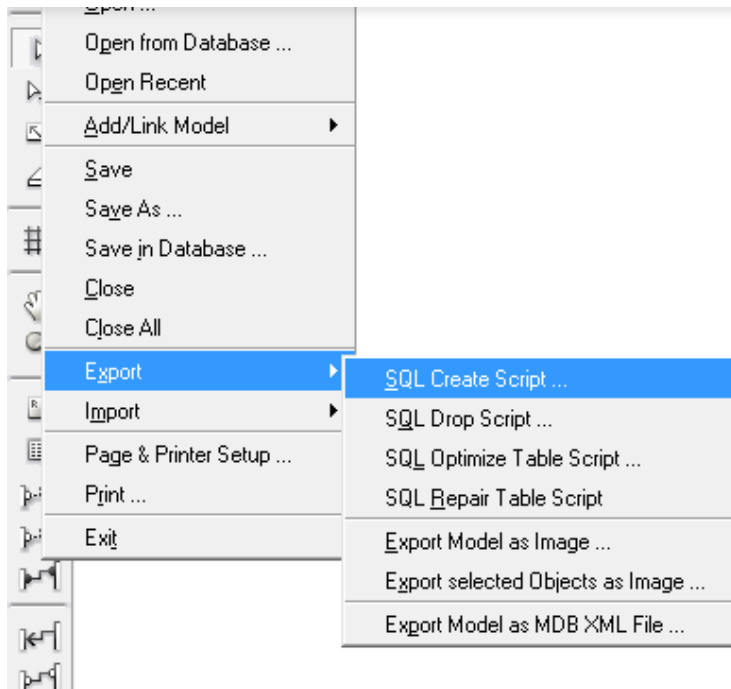 Open ...
Open from Database ...
Open Recent
Add/Link Model
Save
Save As ...
Save in Database ...
Close
Close All
Export
Import
Page & Printer Setup ...
Print ...
Exit
SQL Create Script ...
SQL Drop Script ...
SQL Optimize Table Script ...
SQL Repair Table Script
Export Model as Image ...
Export selected Objects as Image ...
Export Model as MDB XML File ...